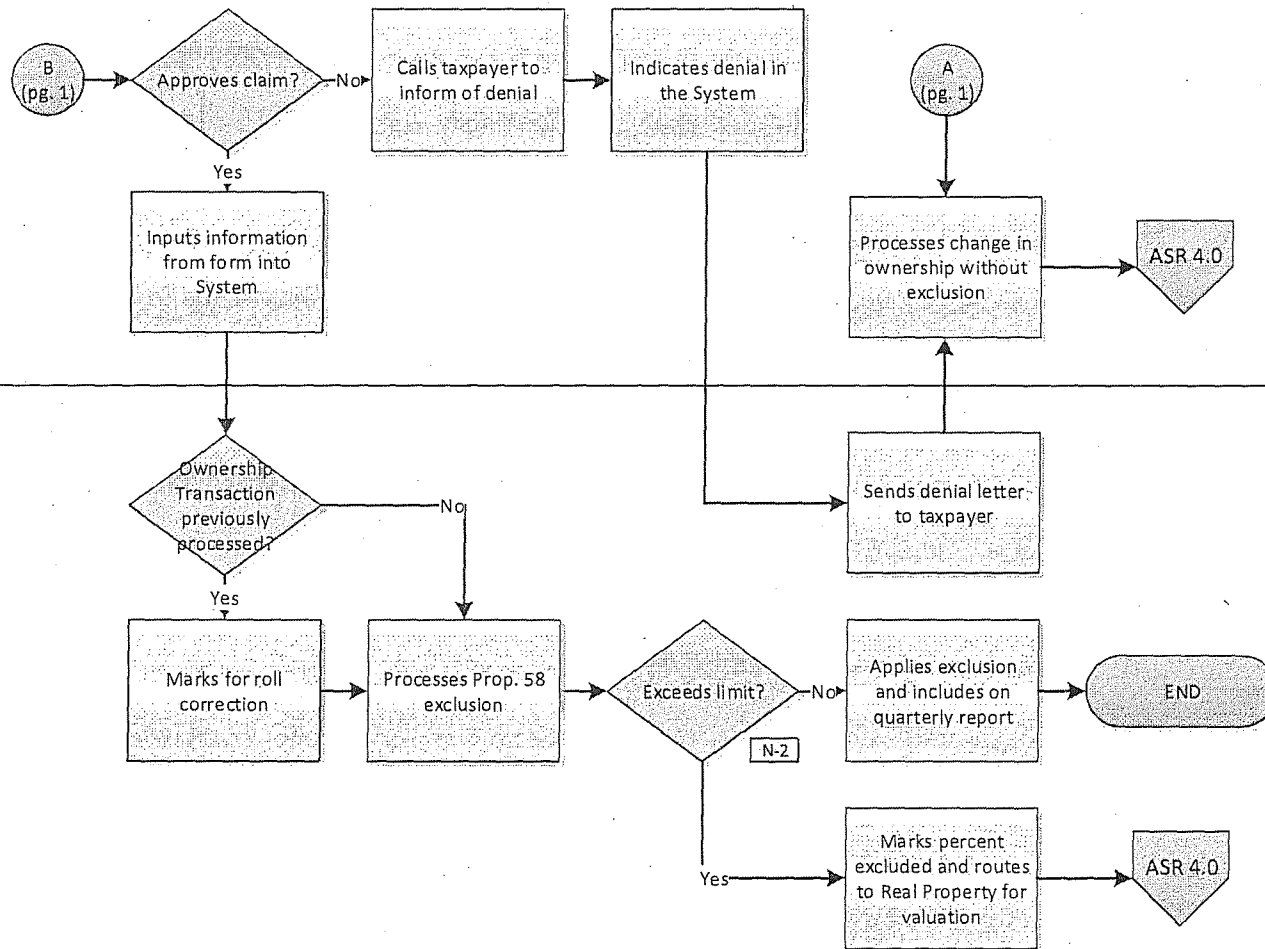 B
(pg. 1)
Approves claim?
No
Calls taxpayer to
inform of denial
Indicates denial in
the System
A
(pg. 1)
Yes
Inputs information
from form into
System
Processes change in
ownership without
exclusion
ASR 4.0
Ownership
Transaction
previously
processed?
No
Sends denial letter
to taxpayer
Yes
Marks for roll
correction
Processes Prop. 58
exclusion
Exceeds limit?
No
Applies exclusion
and includes on
quarterly report
END
N-2
Yes
Marks percent
excluded and routes
to Real Property for
valuation
ASR 4.0